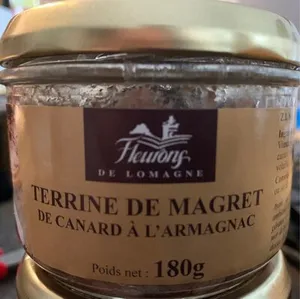 Fleurons
DE LOMAGNE
TERRINE DE MAGRET
DE CANARD À L'ARMAGNAC
Poids net : 180g